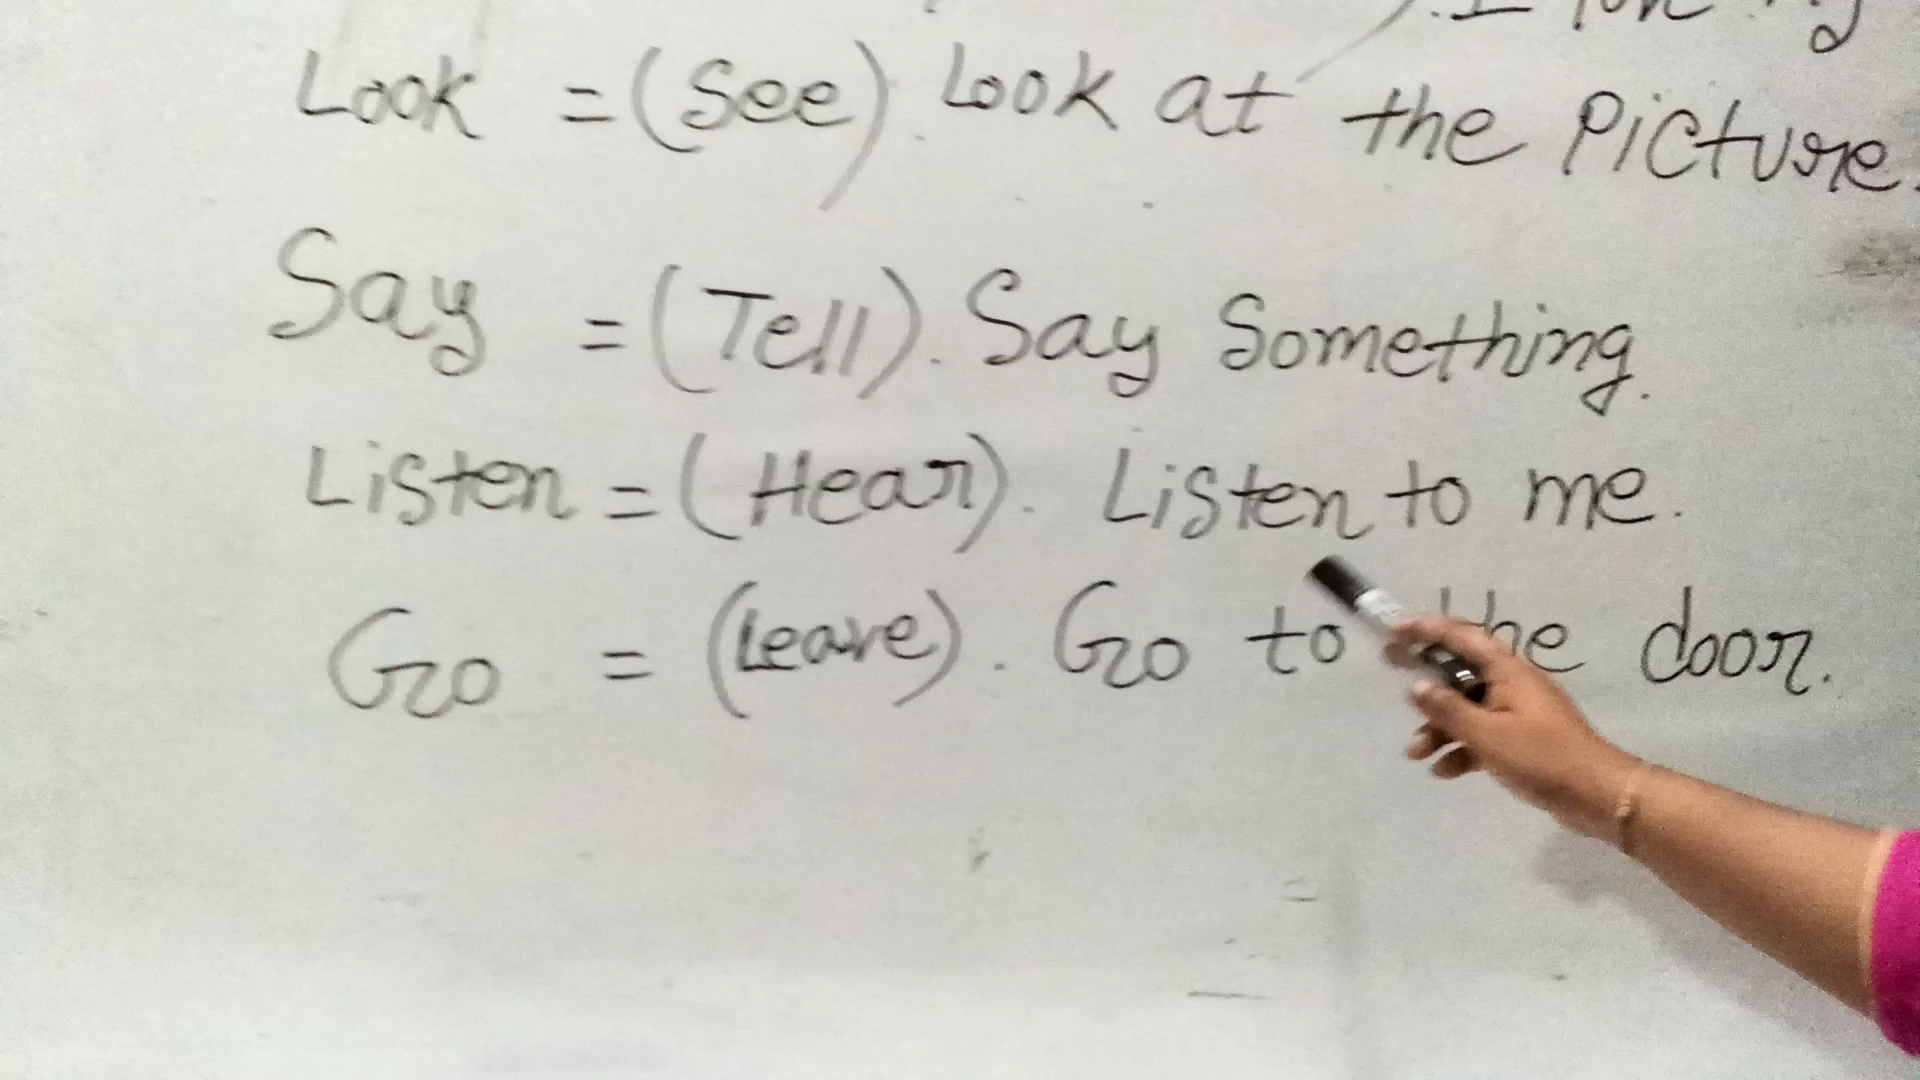 Look = (See). Look at the Picture.
Say = (Tell). Say Something.
Listen = (Hear). Listen to me.
Go = (Leave). Go to the door.